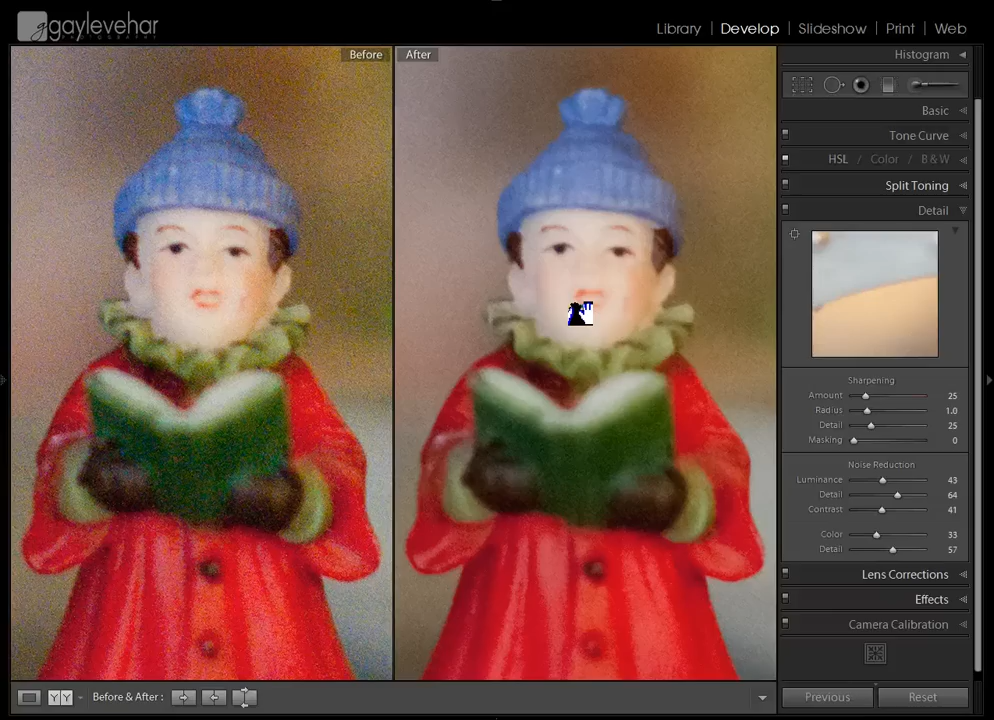 gaylevehar
PHOTOGRAPHY
Library | Develop | Slideshow | Print | Web
Before
After
Histogram
Basic
Tone Curve
HSL / Color / B & W
Split Toning
Detail
Sharpening
Amount 25
Radius 1.0
Detail 25
Masking 0
Noise Reduction
Luminance 43
Detail 64
Contrast 41
Color 33
Detail 57
Lens Corrections
Effects
Camera Calibration
Y Y Before & After :
Previous
Reset